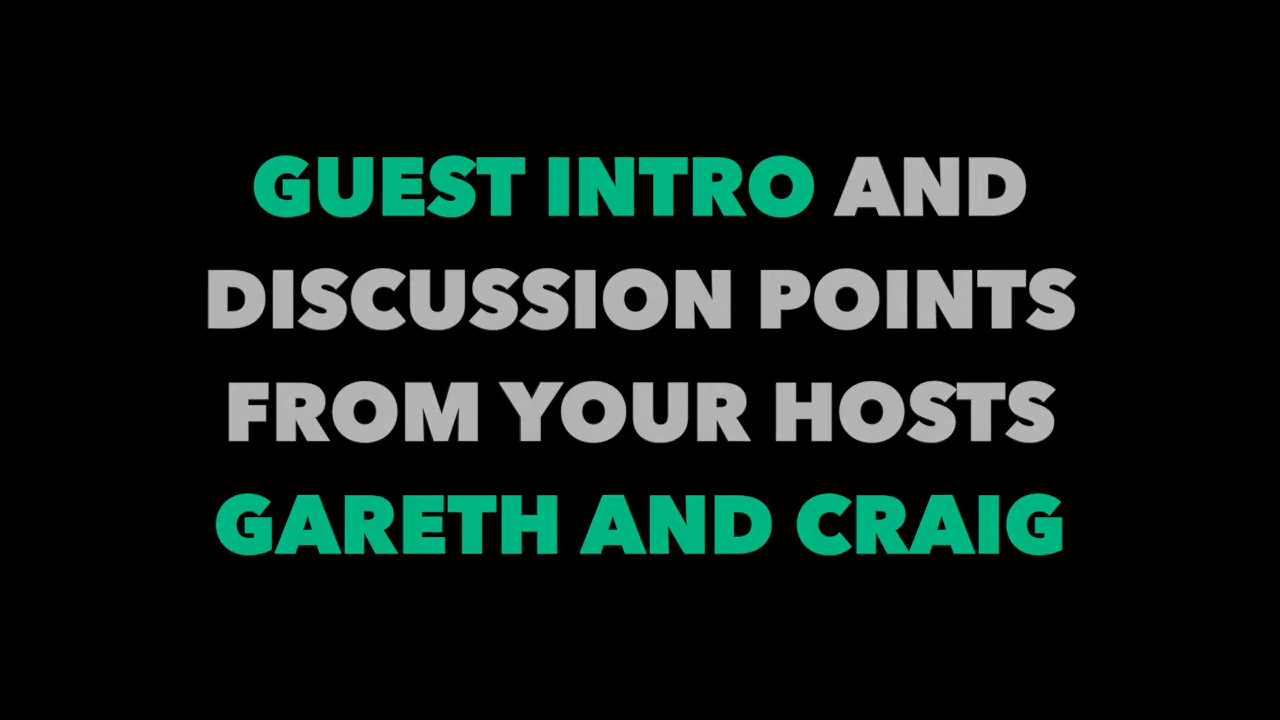 GUEST INTRO AND
DISCUSSION POINTS
FROM YOUR HOSTS
GARETH AND CRAIG